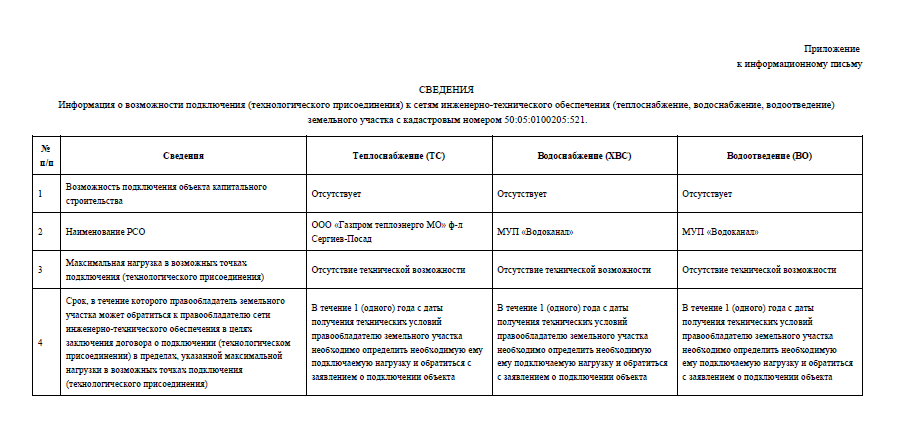 Приложение
к информационному письму
СВЕДЕНИЯ
Информация о возможности подключения (технологического присоединения) к сетям инженерно-технического обеспечения (теплоснабжение, водоснабжение, водоотведение)
земельного участка с кадастровым номером 50:05:0100205:521.
№
п/п
Сведения
Теплоснабжение (ТС)
Водоснабжение (ХВС)
Водоотведение (ВО)
1
Возможность подключения объекта капитального
строительства
Отсутствует
Отсутствует
Отсутствует
2
Наименование РСО
ООО «Газпром теплоэнерго МО» ф-л
Сергиев-Посад
МУП «Водоканал»
МУП «Водоканал»
3
Максимальная нагрузка в возможных точках
подключения (технологического присоединения)
Отсутствие технической возможности
Отсутствие технической возможности
Отсутствие технической возможности
4
Срок, в течение которого правообладатель земельного
участка может обратиться к правообладателю сети
инженерно-технического обеспечения в целях
заключения договора о подключении (технологическом
присоединении) в пределах, указанной максимальной
нагрузки в возможных точках подключения
(технологического присоединения)
В течение 1 (одного) года с даты
получения технических условий
правообладателю земельного участка
необходимо определить необходимую ему
подключаемую нагрузку и обратиться с
заявлением о подключении объекта
В течение 1 (одного) года с даты
получения технических условий
правообладателю земельного участка
необходимо определить необходимую
ему подключаемую нагрузку и обратиться
с заявлением о подключении объекта
В течение 1 (одного) года с даты
получения технических условий
правообладателю земельного участка
необходимо определить необходимую
ему подключаемую нагрузку и обратиться
с заявлением о подключении объекта